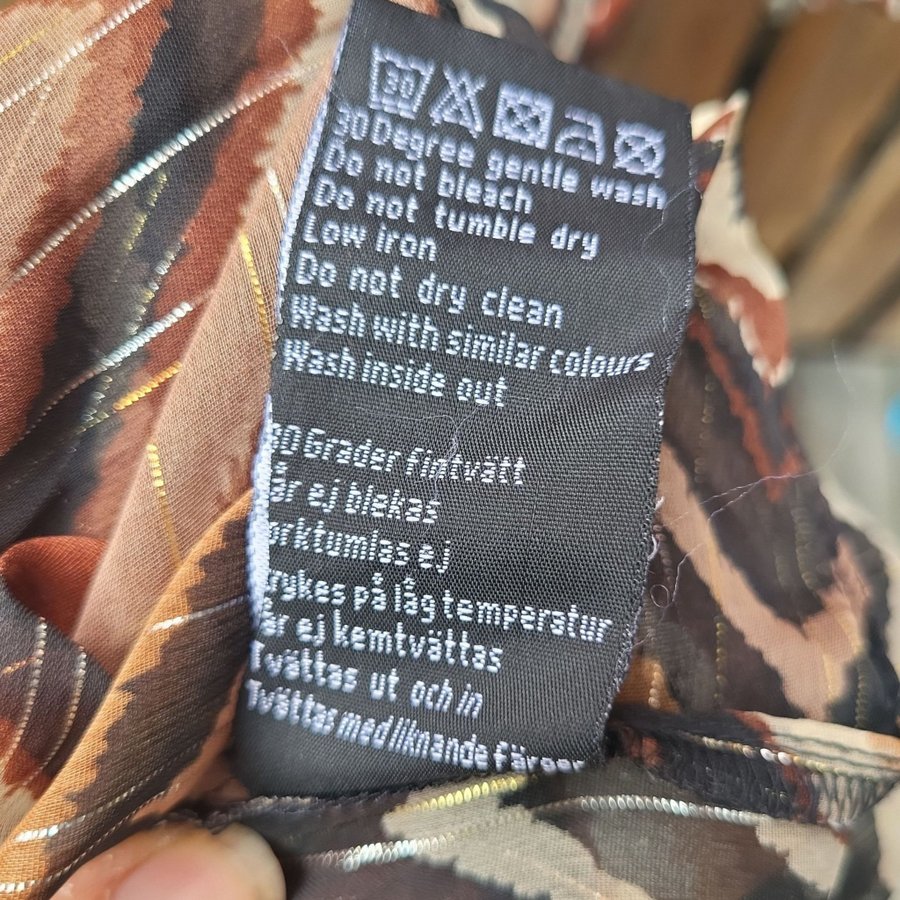 30
30 Degree gentle wash
Do not bleach
Do not tumble dry
Low iron
Do not dry clean
Wash with similar colours
Wash inside out
Grader fintvätt
ej blekas
ej
på låg temperatur
ej kemtvättas
Tvättas ut och in
Tvättas med liknande